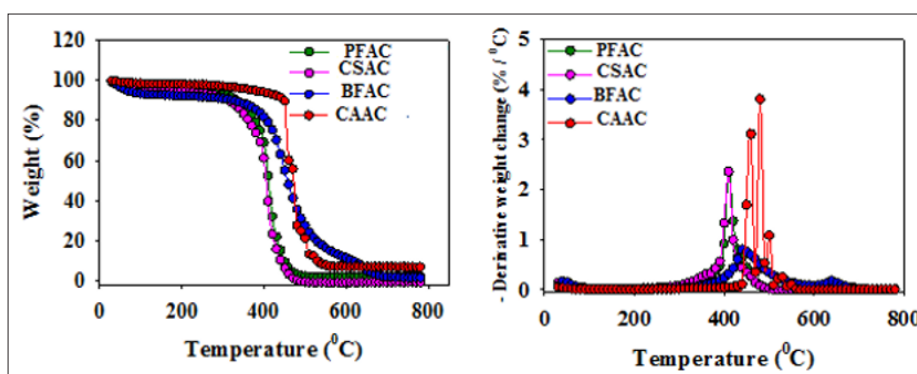 120
100
80
60
40
20
0
Weight (%)
PFAC
CSAC
BFAC
CAAC
0 200 400 600 800
Temperature (⁰C)
5
4
3
2
1
0
- Derivative weight change (% / ⁰C)
PFAC
CSAC
BFAC
CAAC
0 200 400 600 800
Temperature (⁰C)